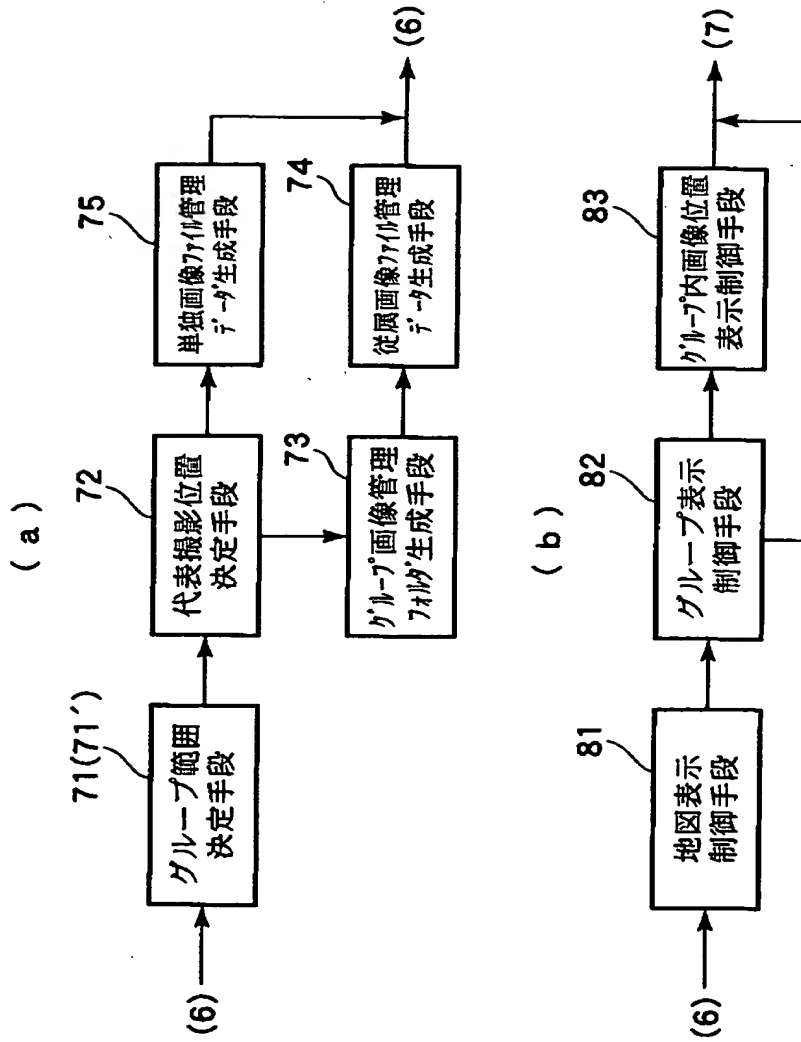 (a)
(6)
71(71´)
グループ範囲
決定手段
72
代表撮影位置
決定手段
75
単独画像ファイル管理
データ生成手段
73
グループ画像管理
フォルダ生成手段
74
従属画像ファイル管理
データ生成手段
(6)
(b)
(6)
81
地図表示
制御手段
82
グループ表示
制御手段
83
グループ内画像位置
表示制御手段
(7)